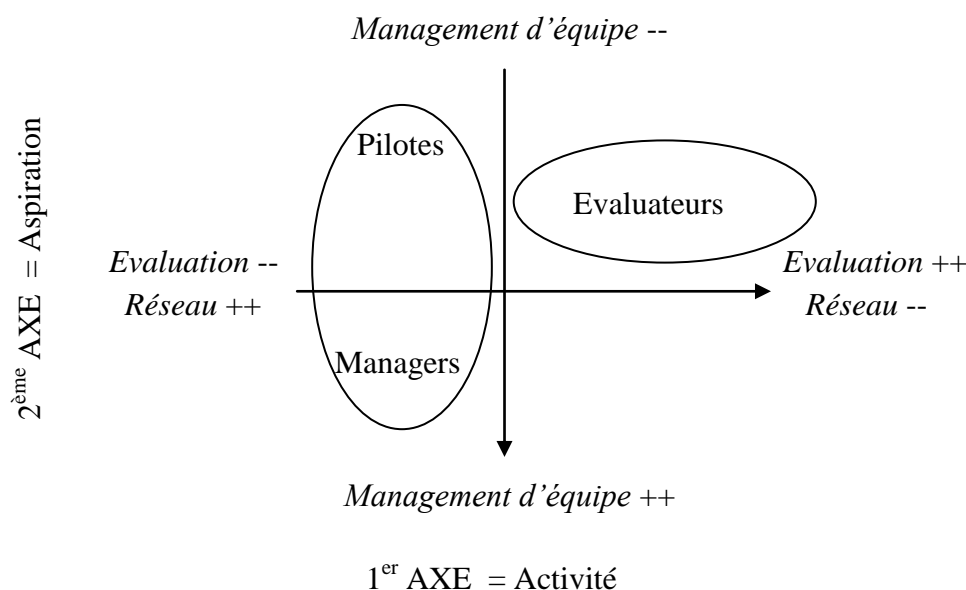 Management d’équipe --
2ème AXE = Aspiration
Pilotes
Evaluateurs
Evaluation --
Réseau ++
Evaluation ++
Réseau --
Managers
Management d’équipe ++
1er AXE = Activité